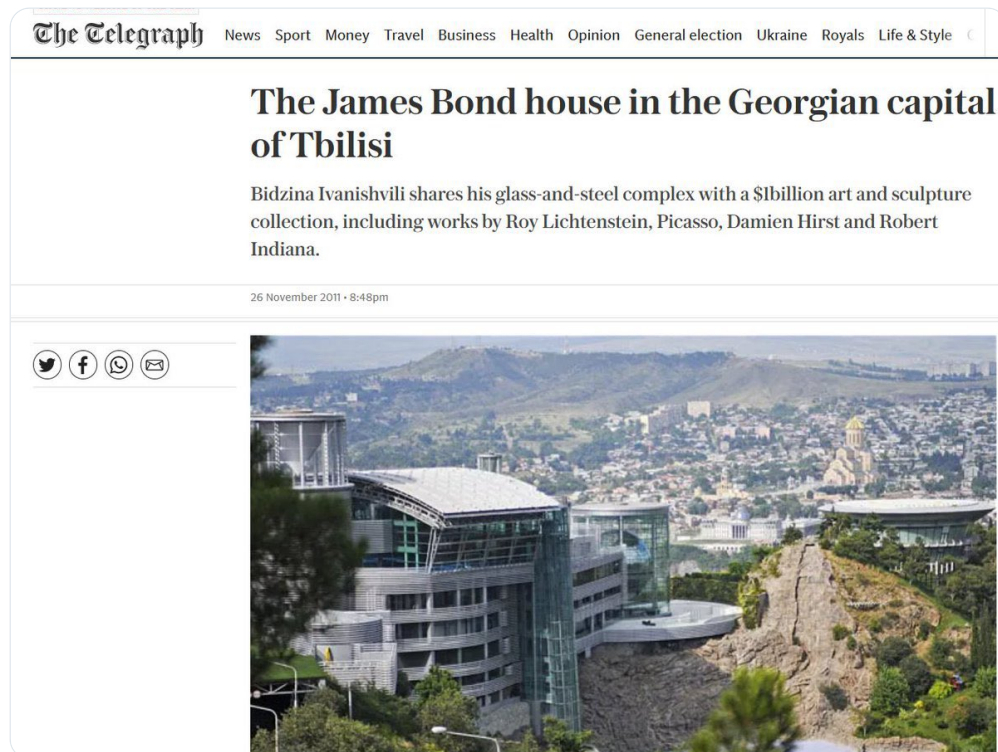 The Telegraph
News Sport Money Travel Business Health Opinion General election Ukraine Royals Life & Style
The James Bond house in the Georgian capital
of Tbilisi
Bidzina Ivanishvili shares his glass-and-steel complex with a $1billion art and sculpture
collection, including works by Roy Lichtenstein, Picasso, Damien Hirst and Robert
Indiana.
26 November 2011 • 8:48pm